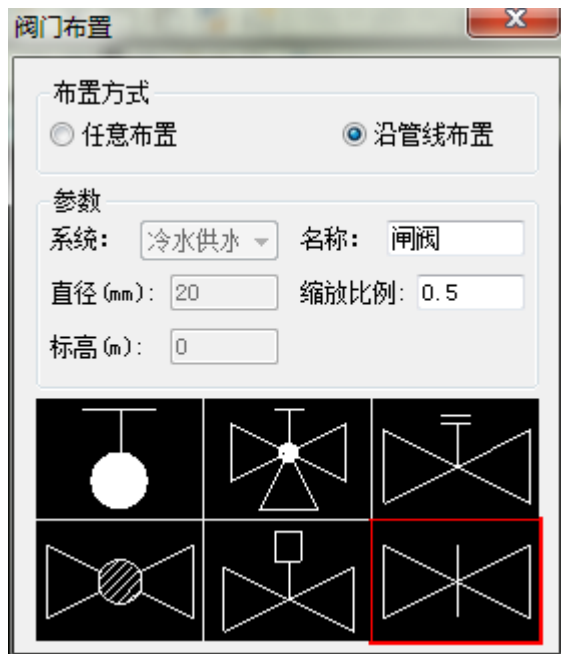 阀门布置
布置方式
任意布置 沿管线布置
参数
系统: 冷水供水 名称: 闸阀
直径(mm): 20 缩放比例: 0.5
标高(m): 0